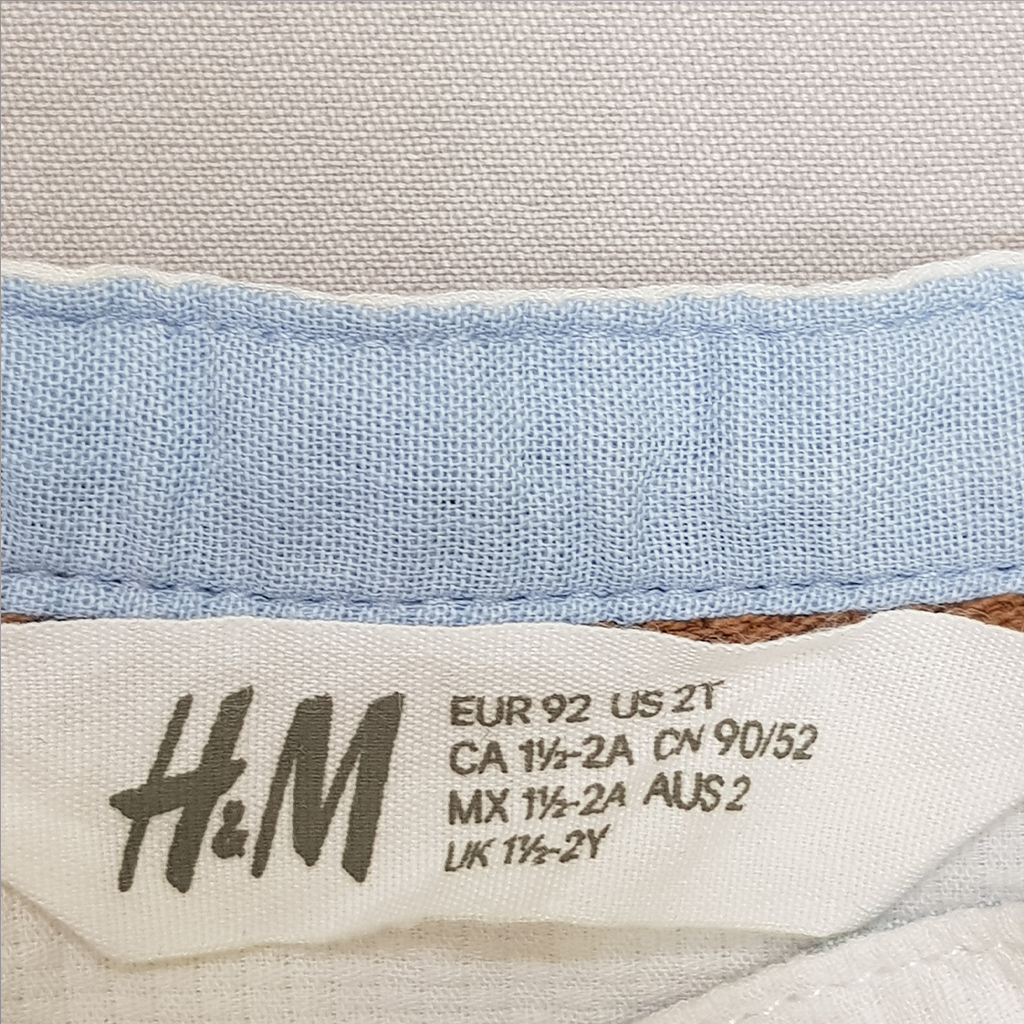 H&M
EUR 92 US 2T
CA 1½-2A CN 90/52
MX 1½-2A AUS 2
UK 1½-2Y